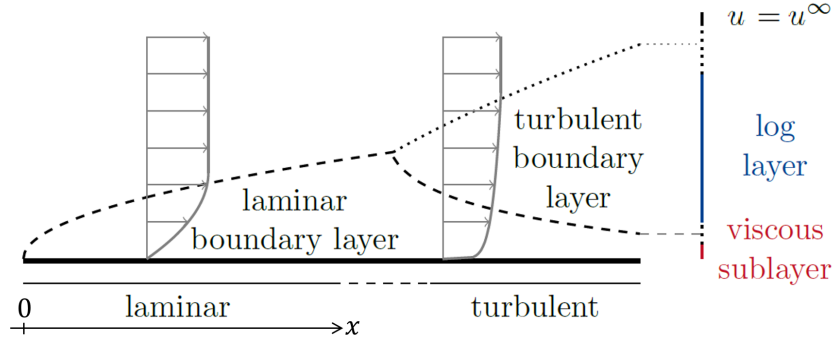 u = u^∞
log
layer
turbulent
boundary
layer
laminar
boundary layer
viscous
sublayer
0
laminar
turbulent
x